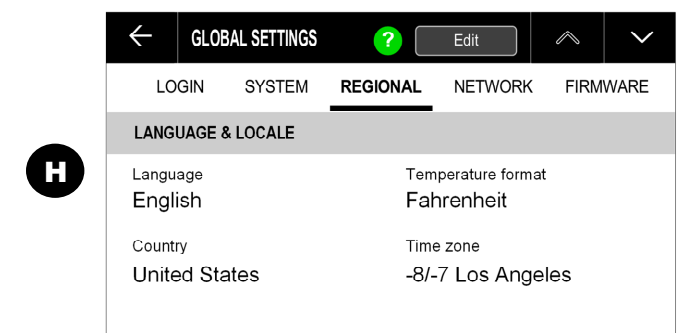 GLOBAL SETTINGS ? Edit
LOGIN SYSTEM REGIONAL NETWORK FIRMWARE
LANGUAGE & LOCALE
H
Language Temperature format
English Fahrenheit
Country Time zone
United States -8/-7 Los Angeles